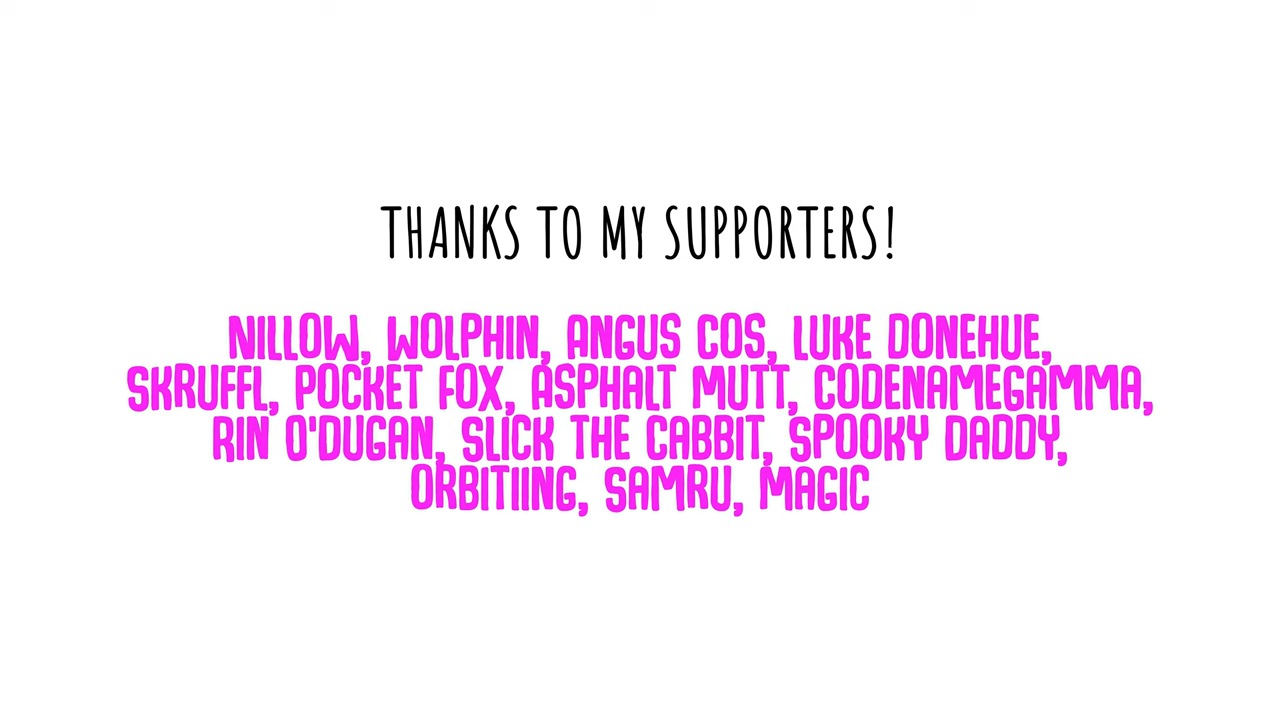 THANKS TO MY SUPPORTERS!
NILLOW, WOLPHIN, ANGUS COS, LUKE DONEHUE,
SKRUFFL, POCKET FOX, ASPHALT MUTT, CODENAMEGAMMA,
RIN O'DUGAN, SLICK THE CABBIT, SPOOKY DADDY,
ORBITIING, SAMRU, MAGIC